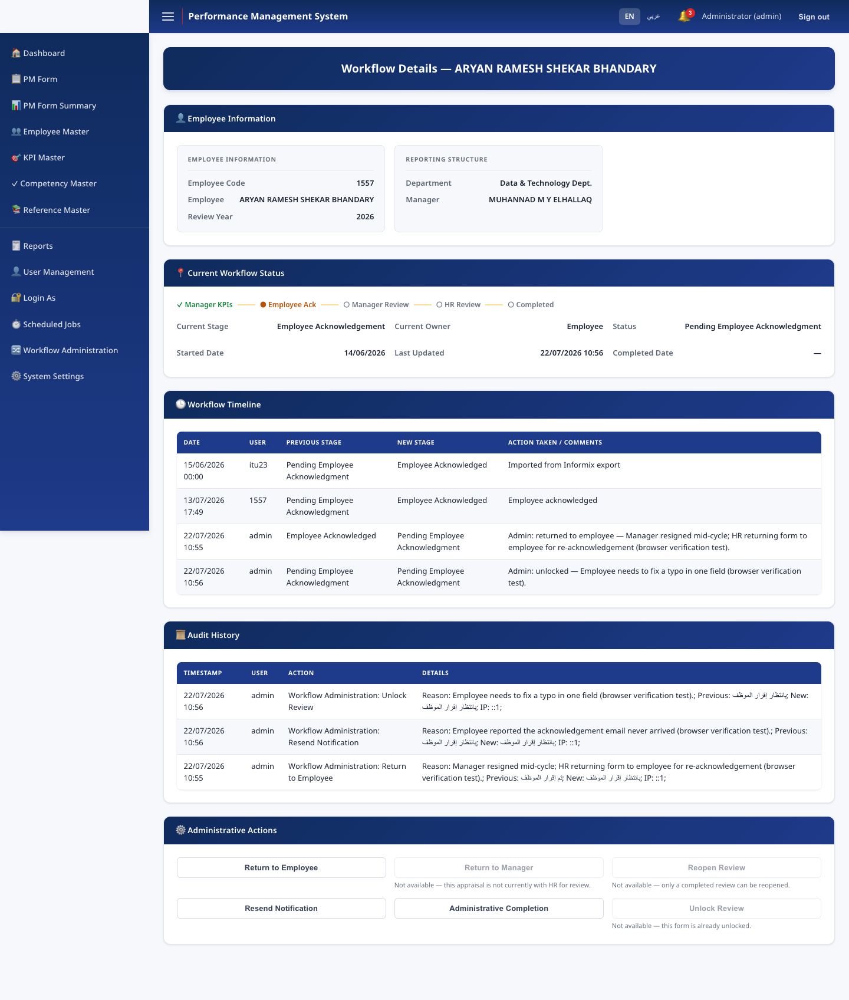 Performance Management System
EN
عربي
3
Administrator (admin)
Sign out
Dashboard
PM Form
PM Form Summary
Employee Master
KPI Master
✓ Competency Master
Reference Master
Reports
User Management
Login As
Scheduled Jobs
Workflow Administration
System Settings
Workflow Details — ARYAN RAMESH SHEKAR BHANDARY
Employee Information
EMPLOYEE INFORMATION
Employee Code 1557
Employee ARYAN RAMESH SHEKAR BHANDARY
Review Year 2026
REPORTING STRUCTURE
Department Data & Technology Dept.
Manager MUHANNAD M Y ELHALLAQ
Current Workflow Status
✓ Manager KPIs ● Employee Ack ○ Manager Review ○ HR Review ○ Completed
Current Stage Employee Acknowledgement Current Owner Employee Status Pending Employee Acknowledgment
Started Date 14/06/2026 Last Updated 22/07/2026 10:56 Completed Date —
Workflow Timeline
DATE USER PREVIOUS STAGE NEW STAGE ACTION TAKEN / COMMENTS
15/06/2026 itu23 Pending Employee Employee Acknowledged Imported from Informix export
00:00 Acknowledgment
13/07/2026 1557 Pending Employee Employee Acknowledged Employee acknowledged
17:49 Acknowledgment
22/07/2026 admin Employee Acknowledged Pending Employee Admin: returned to employee — Manager resigned mid-cycle; HR returning form to
10:55 Acknowledgment employee for re-acknowledgement (browser verification test).
22/07/2026 admin Pending Employee Pending Employee Admin: unlocked — Employee needs to fix a typo in one field (browser verification
10:56 Acknowledgment Acknowledgment test).
Audit History
TIMESTAMP USER ACTION DETAILS
22/07/2026 admin Workflow Administration: Unlock Reason: Employee needs to fix a typo in one field (browser verification test).; Previous: بانتظار إقرار الموظف; New:
10:56 Review بانتظار إقرار الموظف; IP: ::1;
22/07/2026 admin Workflow Administration: Reason: Employee reported the acknowledgement email never arrived (browser verification test).; Previous:
10:56 Resend Notification بانتظار إقرار الموظف; New: بانتظار إقرار الموظف; IP: ::1;
22/07/2026 admin Workflow Administration: Return Reason: Manager resigned mid-cycle; HR returning form to employee for re-acknowledgement (browser
10:55 to Employee verification test).; Previous: تم إقرار الموظف; New: بانتظار إقرار الموظف; IP: ::1;
Administrative Actions
Return to Employee Return to Manager Reopen Review
Not available — this appraisal is not currently with HR for review. Not available — only a completed review can be reopened.
Resend Notification Administrative Completion Unlock Review
Not available — this form is already unlocked.